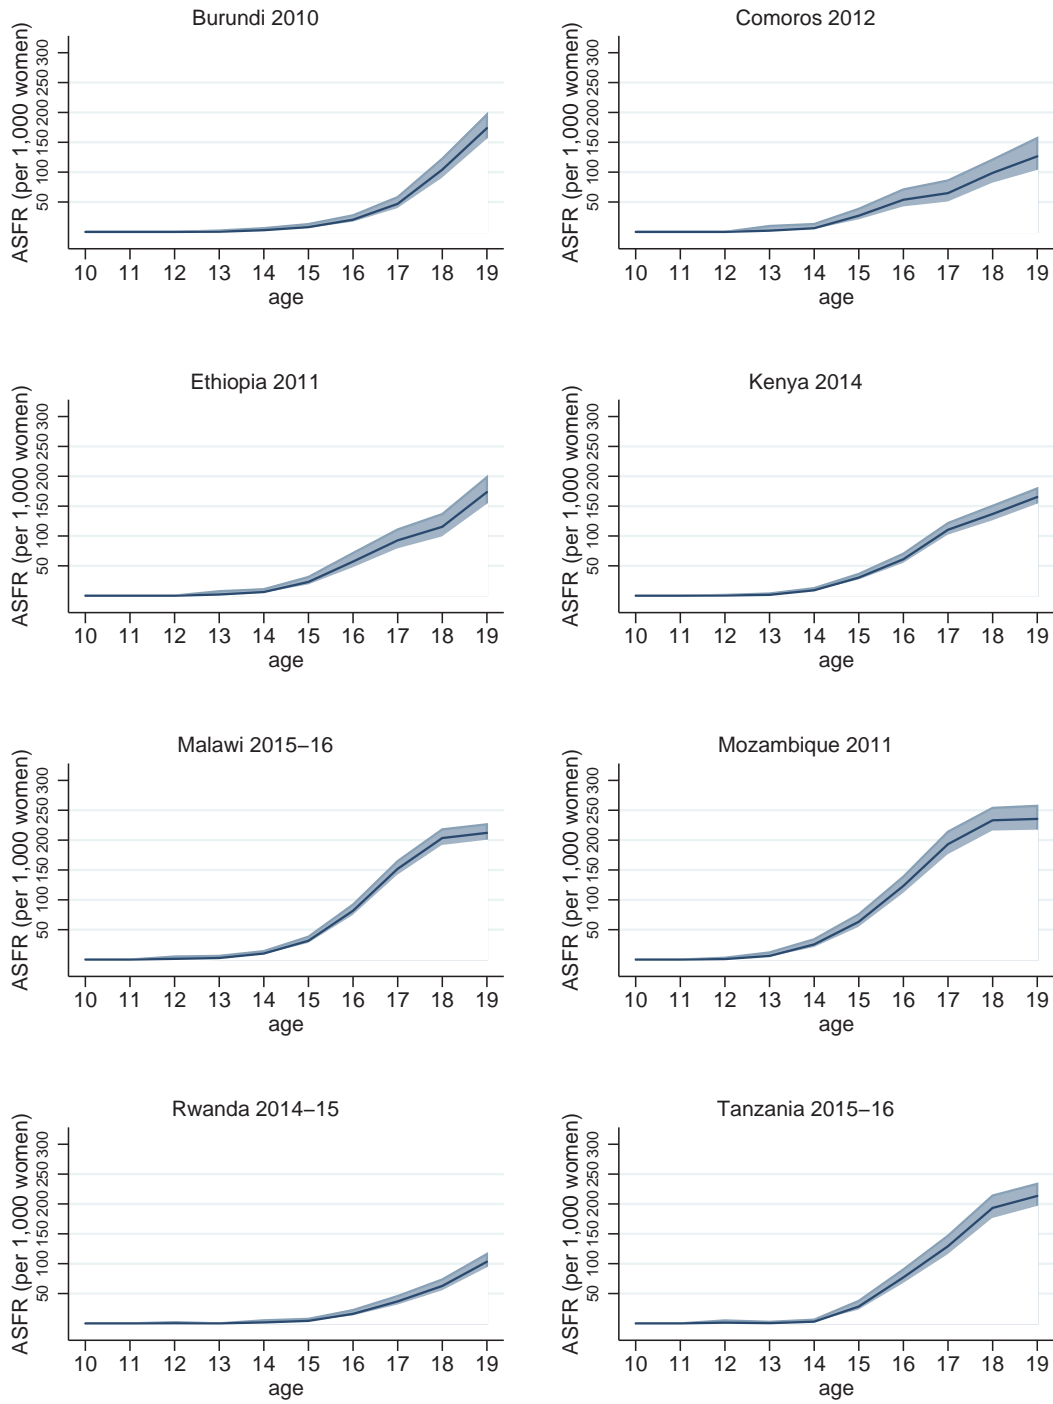 Burundi 2010
ASFR (per 1,000 women)
300
250
200
150
100
50
10 11 12 13 14 15 16 17 18 19
age
Comoros 2012
ASFR (per 1,000 women)
300
250
200
150
100
50
10 11 12 13 14 15 16 17 18 19
age
Ethiopia 2011
ASFR (per 1,000 women)
300
250
200
150
100
50
10 11 12 13 14 15 16 17 18 19
age
Kenya 2014
ASFR (per 1,000 women)
300
250
200
150
100
50
10 11 12 13 14 15 16 17 18 19
age
Malawi 2015–16
ASFR (per 1,000 women)
300
250
200
150
100
50
10 11 12 13 14 15 16 17 18 19
age
Mozambique 2011
ASFR (per 1,000 women)
300
250
200
150
100
50
10 11 12 13 14 15 16 17 18 19
age
Rwanda 2014–15
ASFR (per 1,000 women)
300
250
200
150
100
50
10 11 12 13 14 15 16 17 18 19
age
Tanzania 2015–16
ASFR (per 1,000 women)
300
250
200
150
100
50
10 11 12 13 14 15 16 17 18 19
age